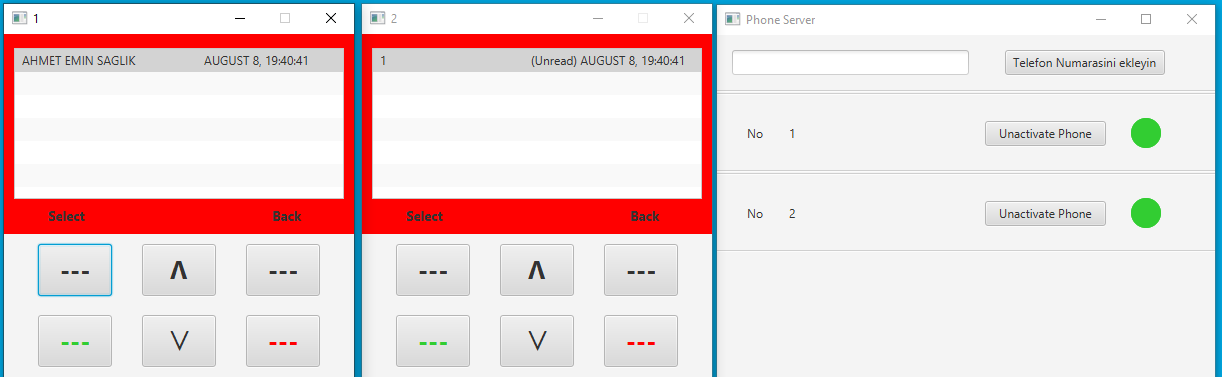 1
AHMET EMIN SAGLIK AUGUST 8, 19:40:41
Select Back
--- Λ ---
--- V ---
2
1 (Unread) AUGUST 8, 19:40:41
Select Back
--- Λ ---
--- V ---
Phone Server
Telefon Numarasini ekleyin
No 1 Unactivate Phone
No 2 Unactivate Phone